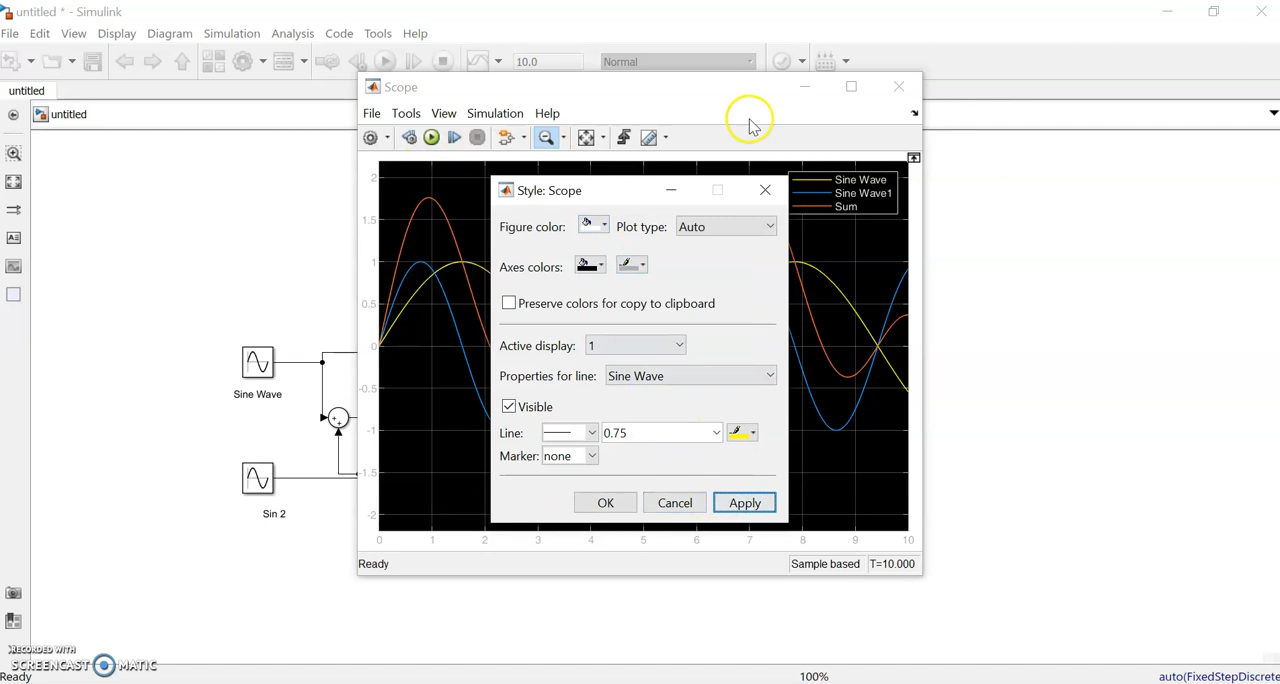 untitled * - Simulink
File Edit View Display Diagram Simulation Analysis Code Tools Help
10.0 Normal
untitled
untitled
Scope
File Tools View Simulation Help
Sine Wave
Sine Wave1
Sum
Style: Scope
Figure color: Plot type: Auto
Axes colors:
Preserve colors for copy to clipboard
Active display: 1
Properties for line: Sine Wave
Visible
Line: 0.75
Marker: none
OK Cancel Apply
2
1.5
1
0.5
0
-0.5
-1
-1.5
-2
0 1 2 3 4 5 6 7 8 9 10
Ready Sample based T=10.000
Sine Wave
Sin 2
RECORDED WITH
SCREENCAST MATIC
Ready 100% auto(FixedStepDiscrete